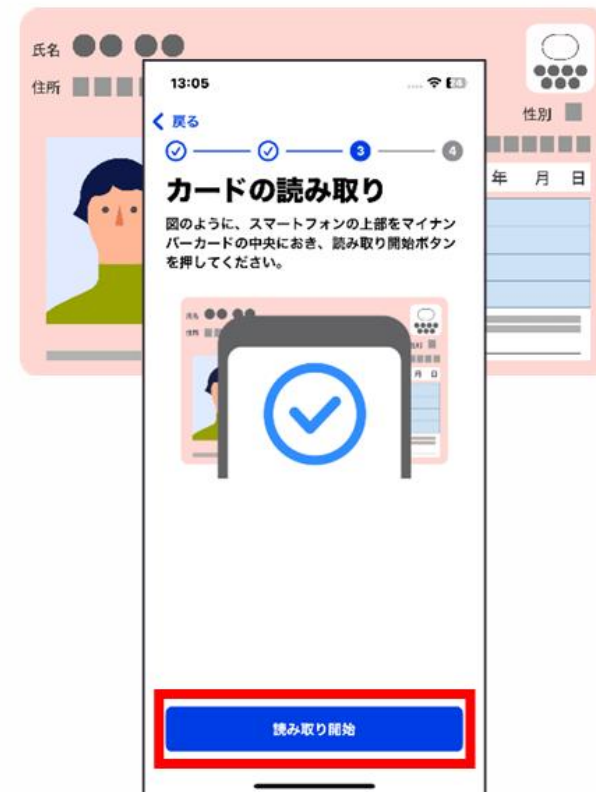 氏名
住所
性別
年 月 日
13:05
戻る
3
4
カードの読み取り
図のように、スマートフォンの上部をマイナン
バーカードの中央におき、読み取り開始ボタン
を押してください。
氏名
住所
月 日
読み取り開始